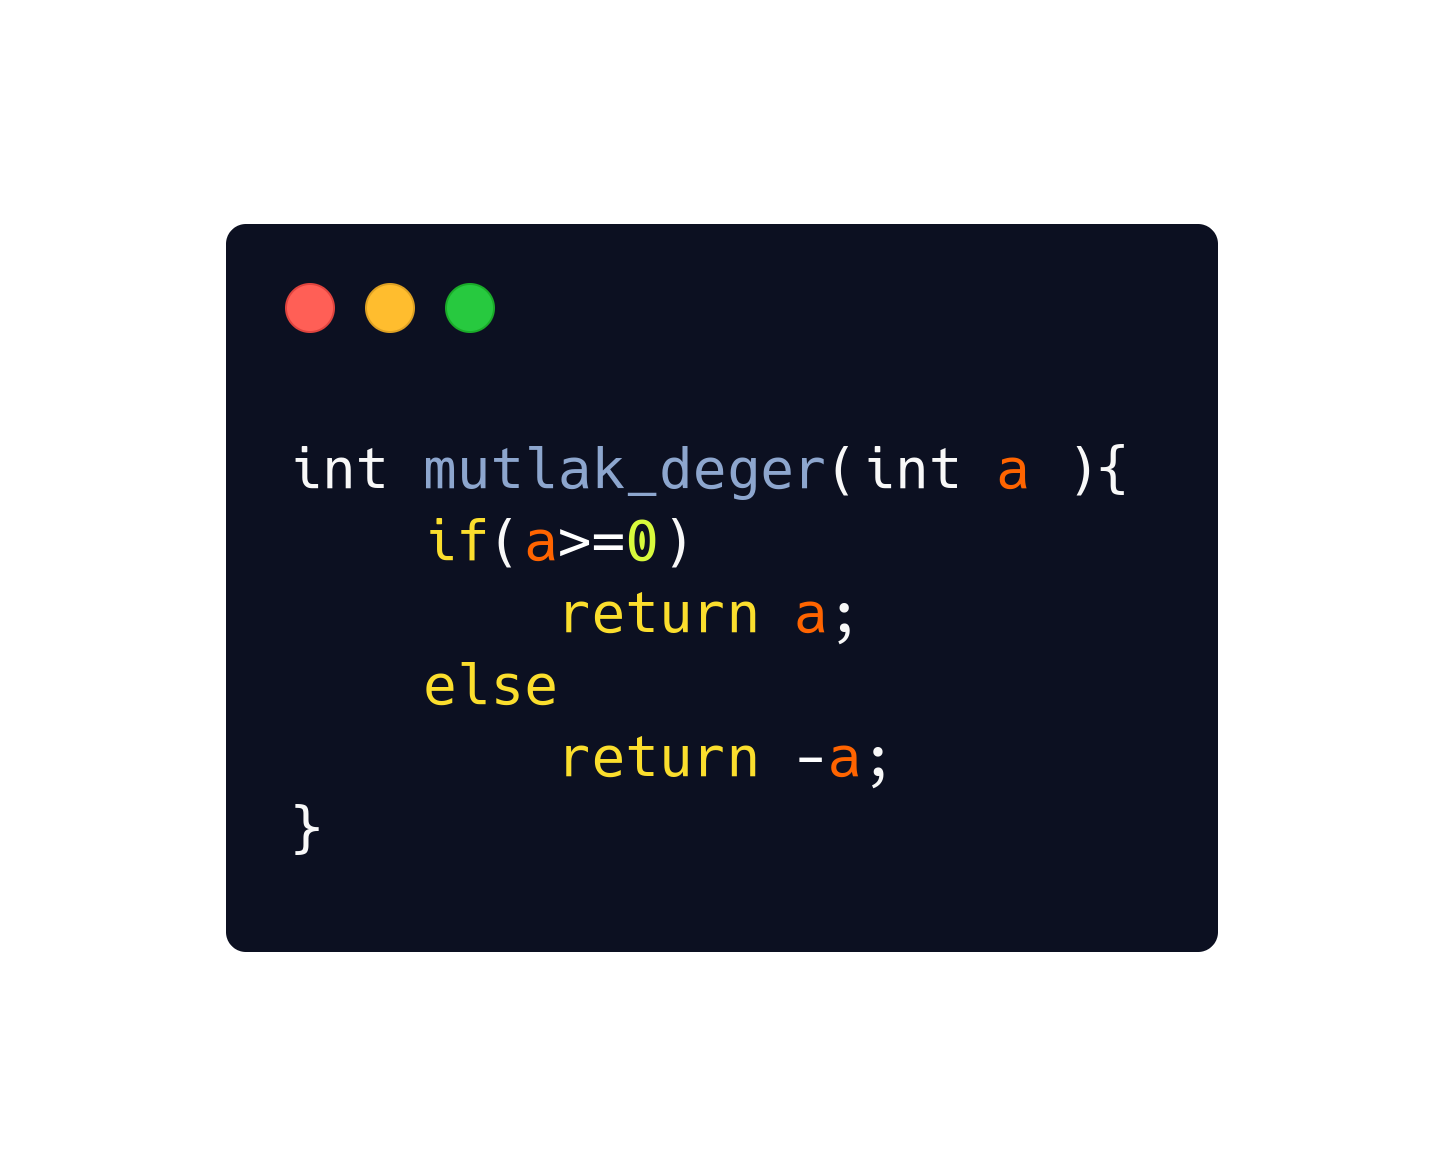 int mutlak_deger(int a ){
    if(a>=0)
        return a;
    else
        return -a;
}